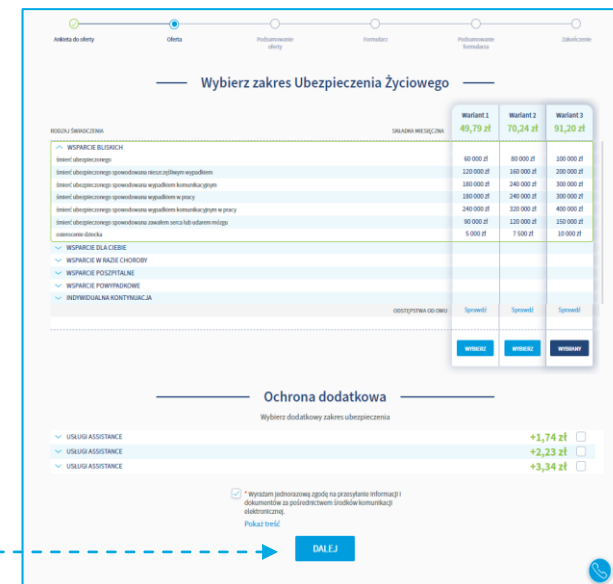 Ankieta do oferty
Oferta
Podsumowanie oferty
Formularz
Podsumowanie formularza
Zakończenie
Wybierz zakres Ubezpieczenia Życiowego
RODZAJ ŚWIADCZENIA SKŁADKA MIESIĘCZNA
Wariant 1 Wariant 2 Wariant 3
49,79 zł 70,24 zł 91,20 zł
WSPARCIE BLISKICH
śmierć ubezpieczonego 60 000 zł 80 000 zł 100 000 zł
śmierć ubezpieczonego spowodowana nieszczęśliwym wypadkiem 120 000 zł 160 000 zł 200 000 zł
śmierć ubezpieczonego spowodowana wypadkiem komunikacyjnym 180 000 zł 240 000 zł 300 000 zł
śmierć ubezpieczonego spowodowana wypadkiem w pracy 180 000 zł 240 000 zł 300 000 zł
śmierć ubezpieczonego spowodowana wypadkiem komunikacyjnym w pracy 240 000 zł 320 000 zł 400 000 zł
śmierć ubezpieczonego spowodowana zawałem serca lub udarem mózgu 90 000 zł 120 000 zł 150 000 zł
osierocenie dziecka 5 000 zł 7 500 zł 10 000 zł
WSPARCIE DLA CIEBIE
WSPARCIE W RAZIE CHOROBY
WSPARCIE POSZPITALNE
WSPARCIE POWYPADKOWE
INDYWIDUALNA KONTYNUACJA
ODSTĘPSTWA OD OWU Sprawdź Sprawdź Sprawdź
WYBIERZ WYBIERZ WYBRANY
Ochrona dodatkowa
Wybierz dodatkowy zakres ubezpieczenia
USŁUGI ASSISTANCE +1,74 zł
USŁUGI ASSISTANCE +2,23 zł
USŁUGI ASSISTANCE +3,34 zł
* Wyrażam jednorazową zgodę na przesyłanie informacji i
dokumentów za pośrednictwem środków komunikacji
elektronicznej.
Pokaż treść
DALEJ